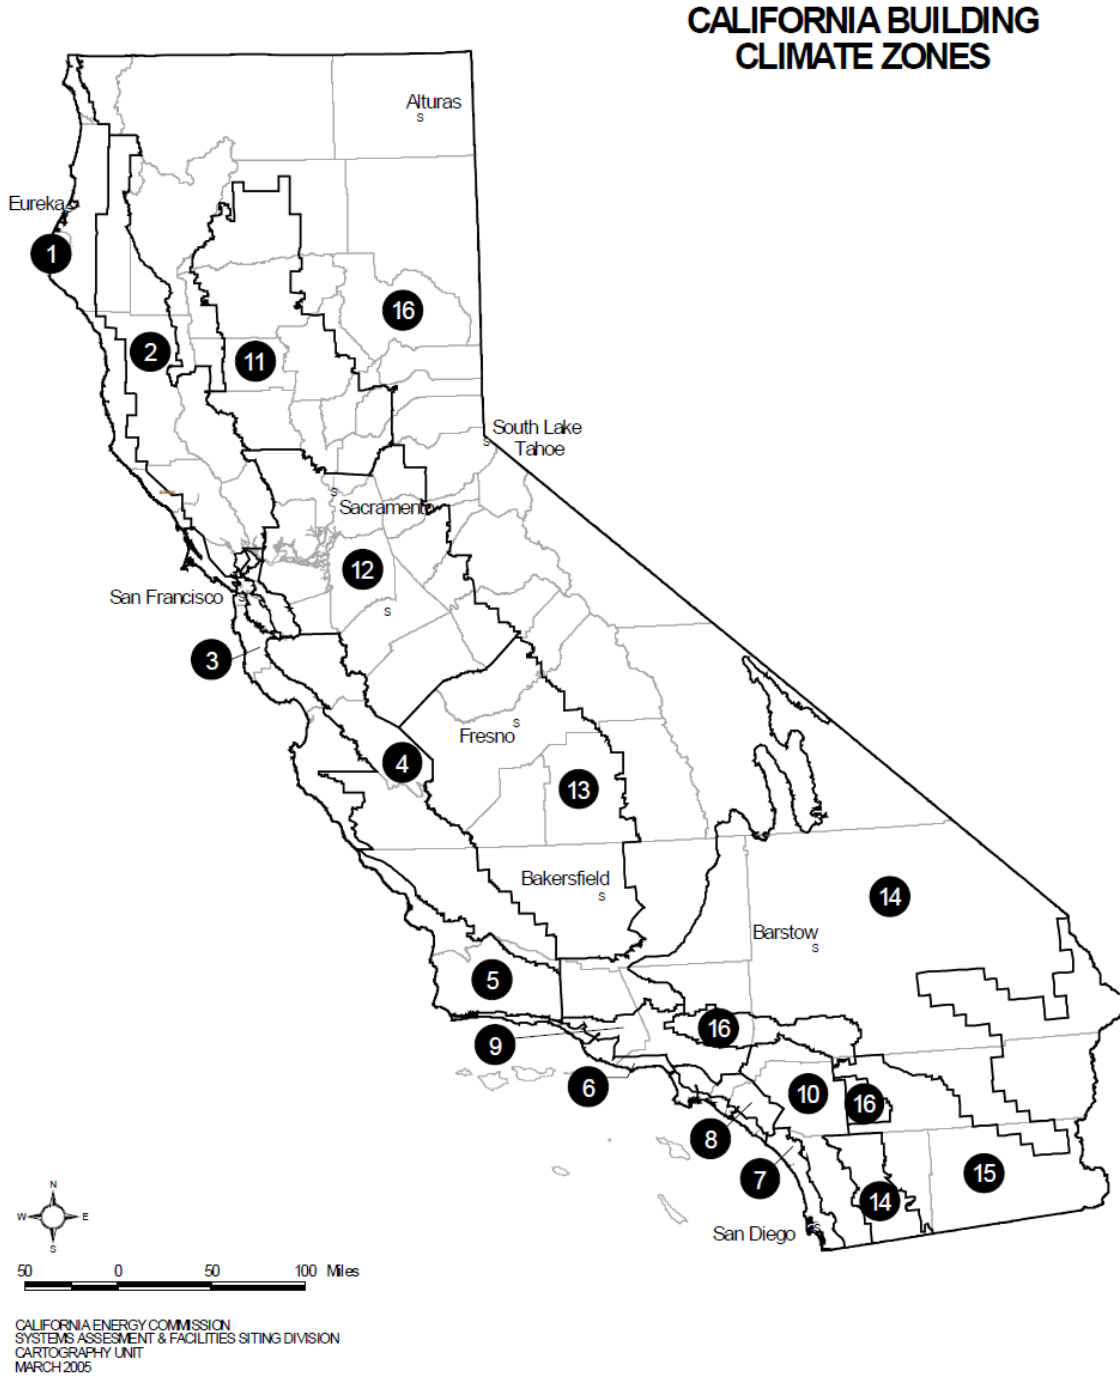 CALIFORNIA BUILDING
CLIMATE ZONES
Alturas
S
Eureka
1
16
2
11
South Lake
S
Tahoe
S
Sacramento
12
San Francisco
S
S
3
S
Fresno
4
13
Bakersfield
S
14
Barstow
S
5
16
9
6
10
16
8
7
15
14
San Diego
S
N
W
E
S
50
0
50
100 Miles
CALIFORNIA ENERGY COMMISSION
SYSTEMS ASSESMENT & FACILITIES SITING DIVISION
CARTOGRAPHY UNIT
MARCH 2005